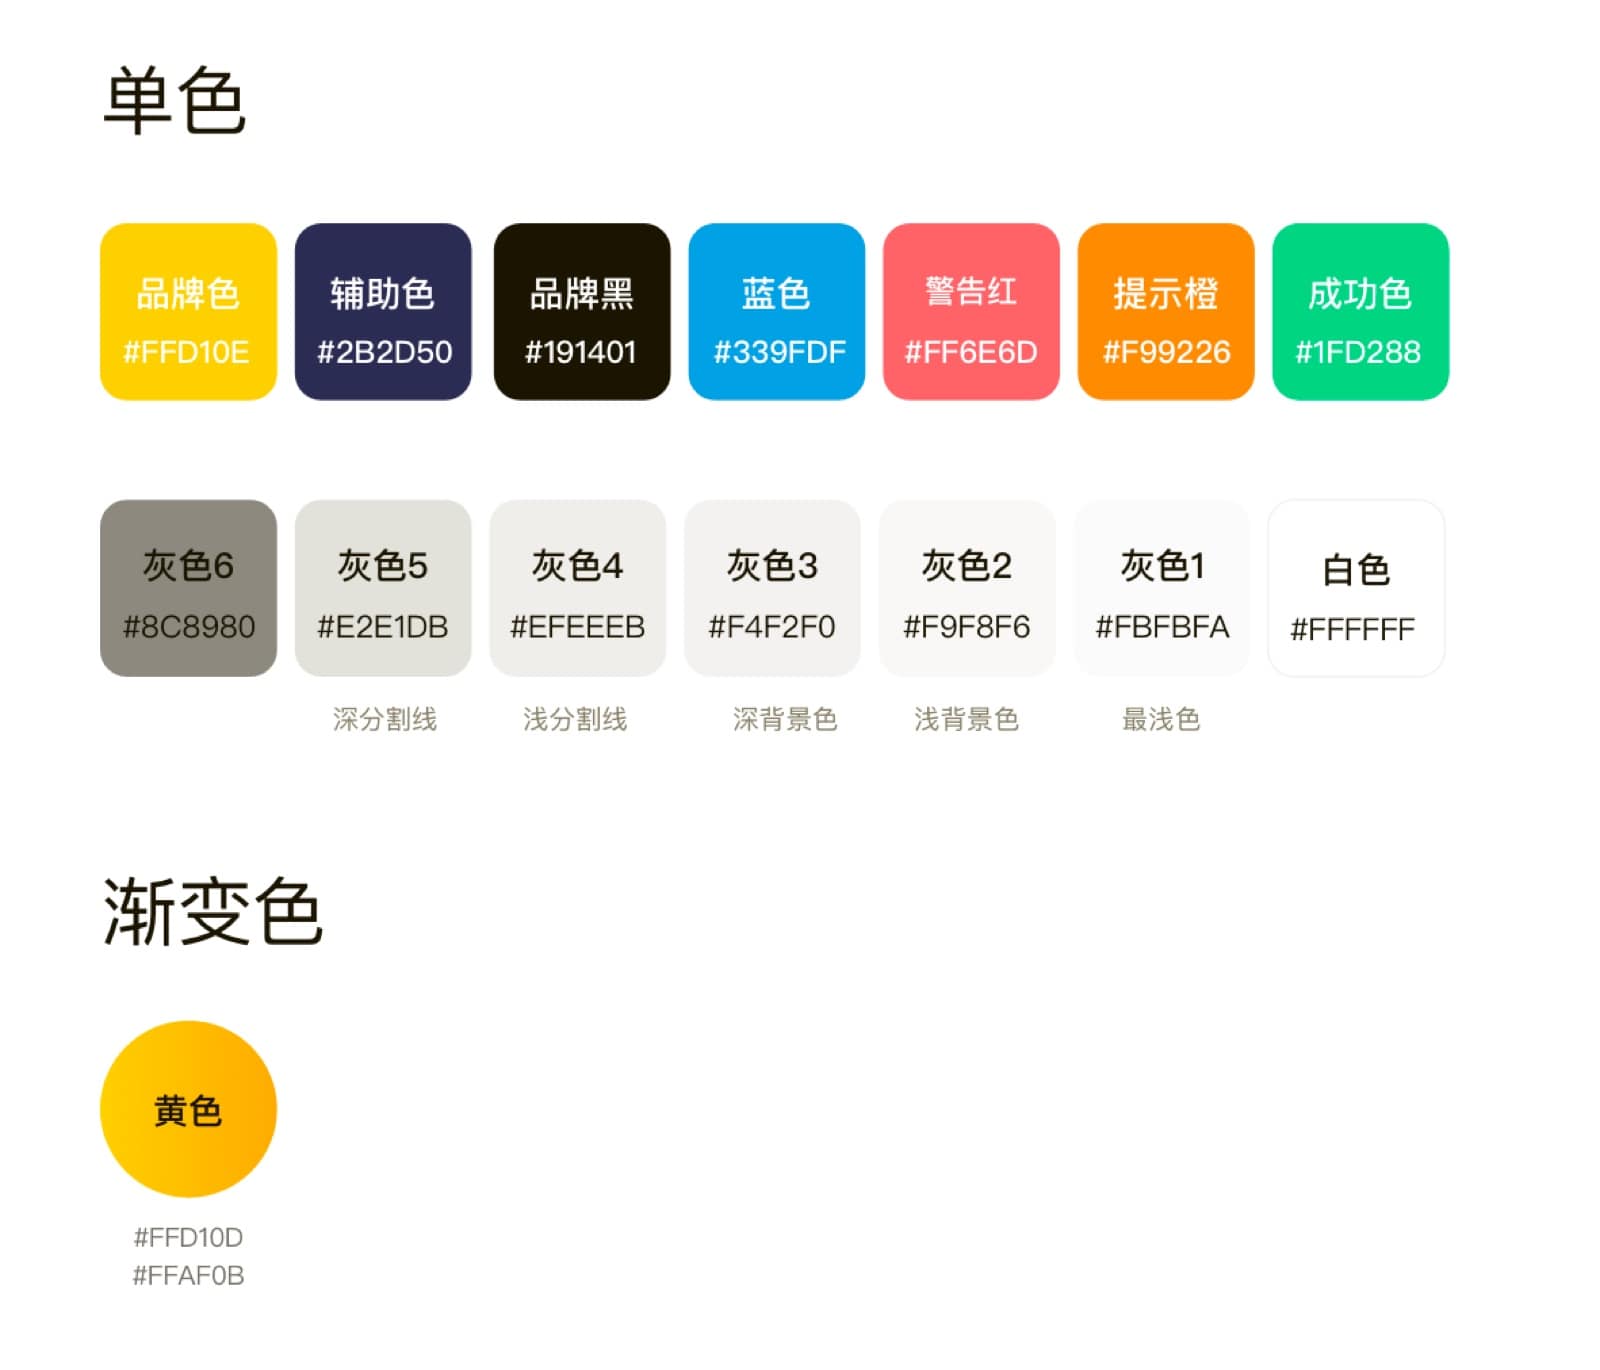 单色
品牌色
#FFD10E
辅助色
#2B2D50
品牌黑
#191401
蓝色
#339FDF
警告红
#FF6E6D
提示橙
#F99226
成功色
#1FD288
灰色6
#8C8980
灰色5
#E2E1DB
深分割线
灰色4
#EFEEEB
浅分割线
灰色3
#F4F2F0
深背景色
灰色2
#F9F8F6
浅背景色
灰色1
#FBFBFA
最浅色
白色
#FFFFFF
渐变色
黄色
#FFD10D
#FFAF0B